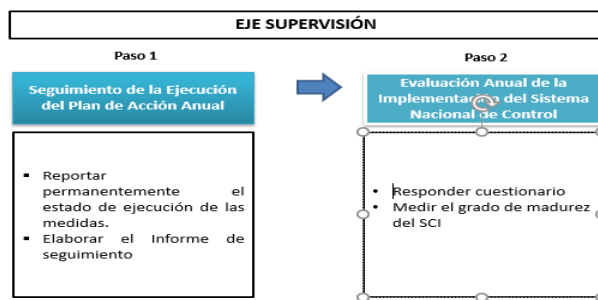 EJE SUPERVISIÓN
Paso 1
Seguimiento de la Ejecución
del Plan de Acción Anual
▪ Reportar
permanentemente el
estado de ejecución de las
medidas.
▪ Elaborar el Informe de
seguimiento
Paso 2
Evaluación Anual de la
Implementación del Sistema
Nacional de Control
• Responder cuestionario
• Medir el grado de madurez
del SCI